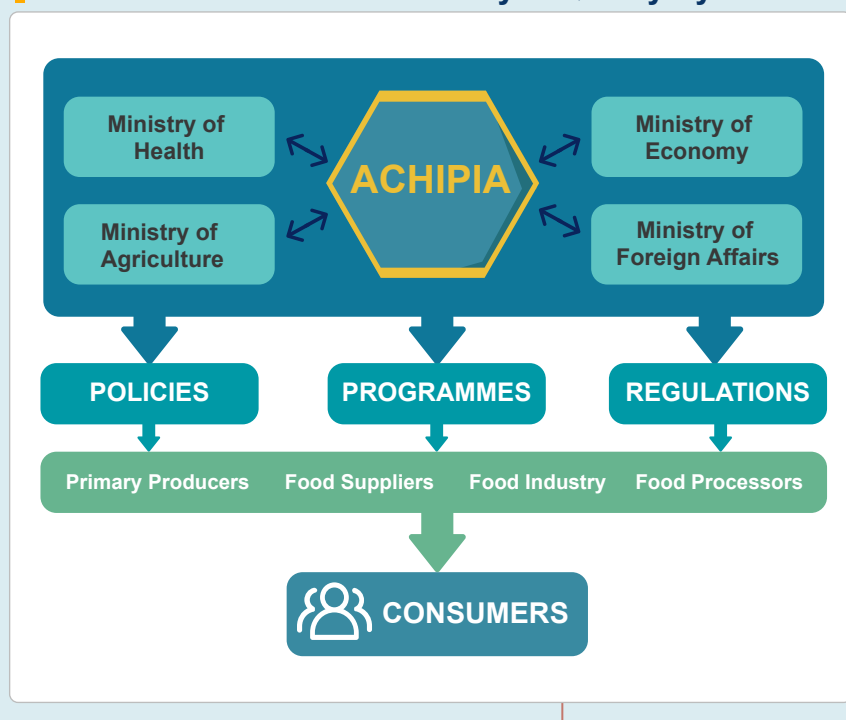 Ministry of
Health
ACHIPIA
Ministry of
Economy
Ministry of
Agriculture
Ministry of
Foreign Affairs
POLICIES
PROGRAMMES
REGULATIONS
Primary Producers
Food Suppliers
Food Industry
Food Processors
CONSUMERS